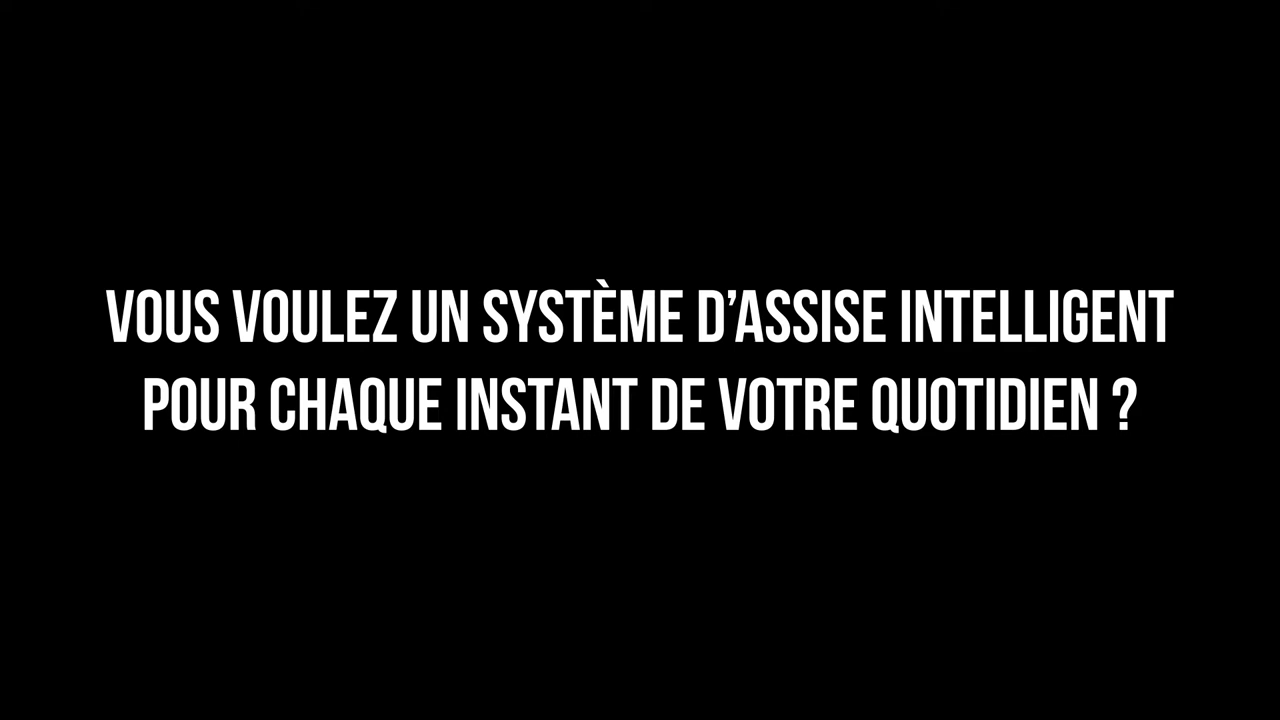 VOUS VOULEZ UN SYSTÈME D’ASSISE INTELLIGENT
POUR CHAQUE INSTANT DE VOTRE QUOTIDIEN ?